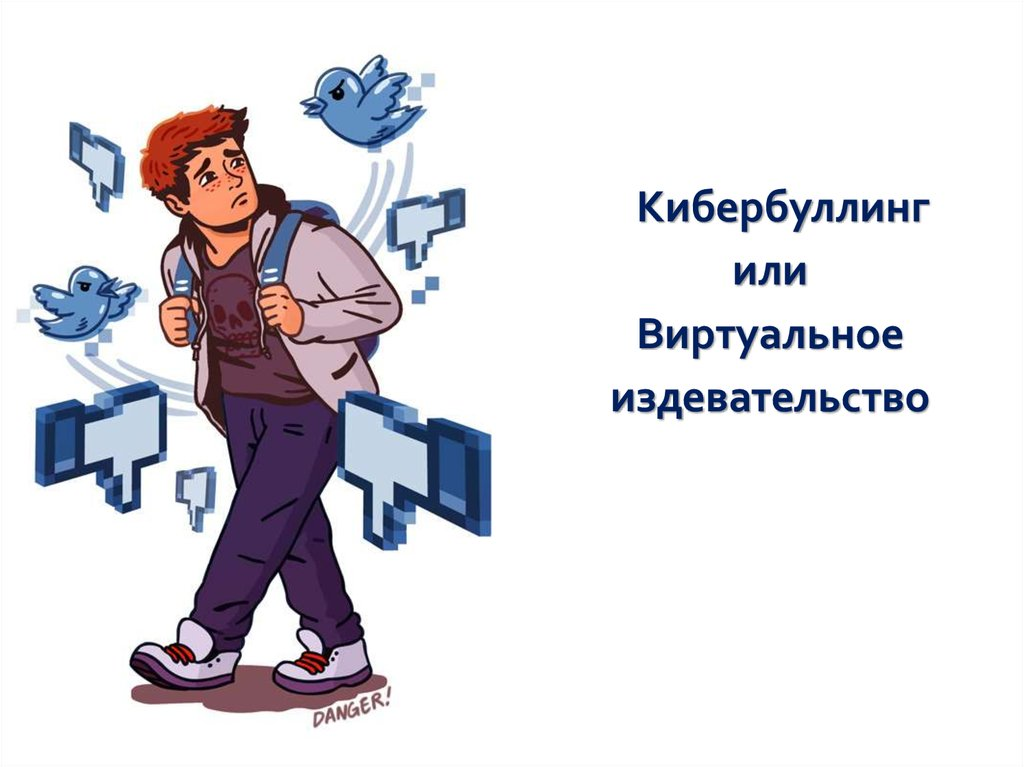 Кибербуллинг
или
Виртуальное
издевательство
DANGER!